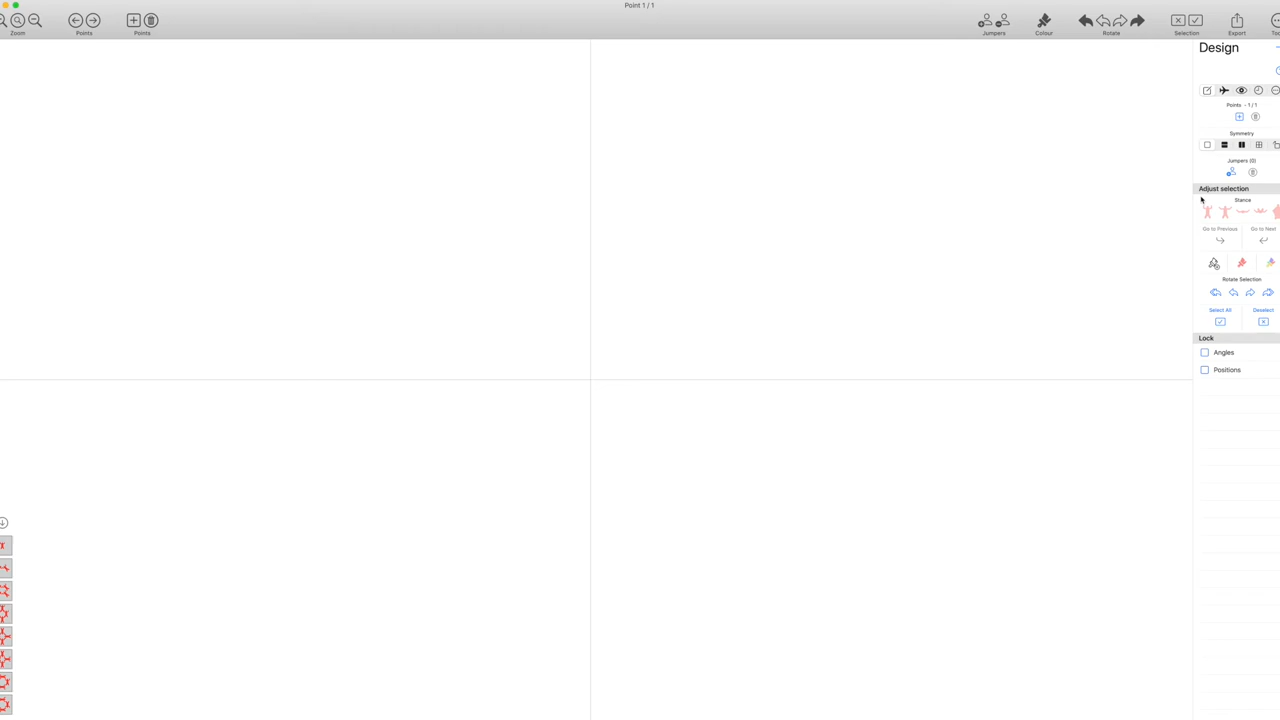 Point 1 / 1
Zoom
Points
Points
Jumpers
Colour
Rotate
Selection
Export
Design
Points - 1 / 1
Symmetry
Jumpers (0)
Adjust selection
Stance
Go to Previous
Go to Next
Rotate Selection
Select All
Deselect
Lock
Angles
Positions